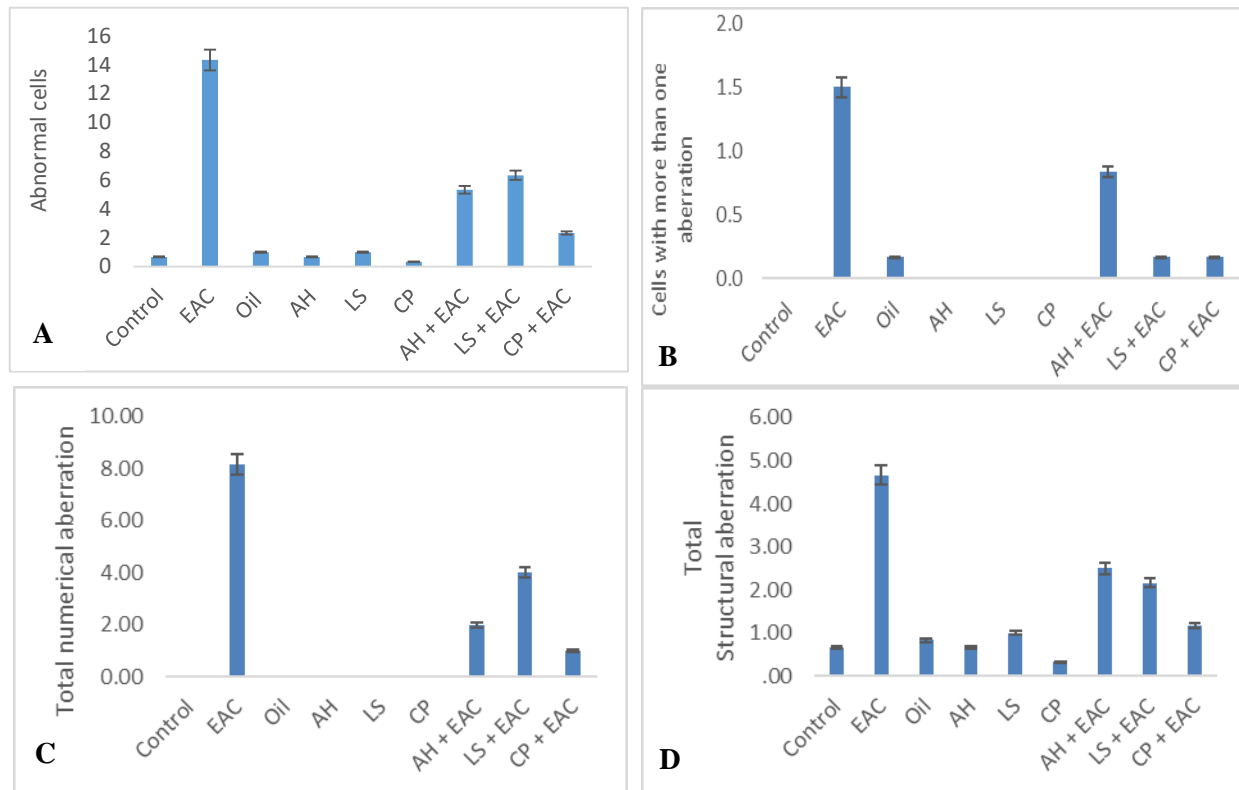 Abnormal cells
16
14
12
10
8
6
4
2
0
Control
EAC
Oil
AH
LS
CP
AH + EAC
LS + EAC
CP + EAC
A
Cells with more than one
aberration
2.0
1.5
1.0
0.5
0.0
Control
EAC
Oil
AH
LS
CP
AH + EAC
LS + EAC
CP + EAC
B
Total numerical aberration
10.00
8.00
6.00
4.00
2.00
0.00
Control
EAC
Oil
AH
LS
CP
AH + EAC
LS + EAC
CP + EAC
C
Total
Structural aberration
6.00
5.00
4.00
3.00
2.00
1.00
.00
Control
EAC
Oil
AH
LS
CP
AH + EAC
LS + EAC
CP + EAC
D